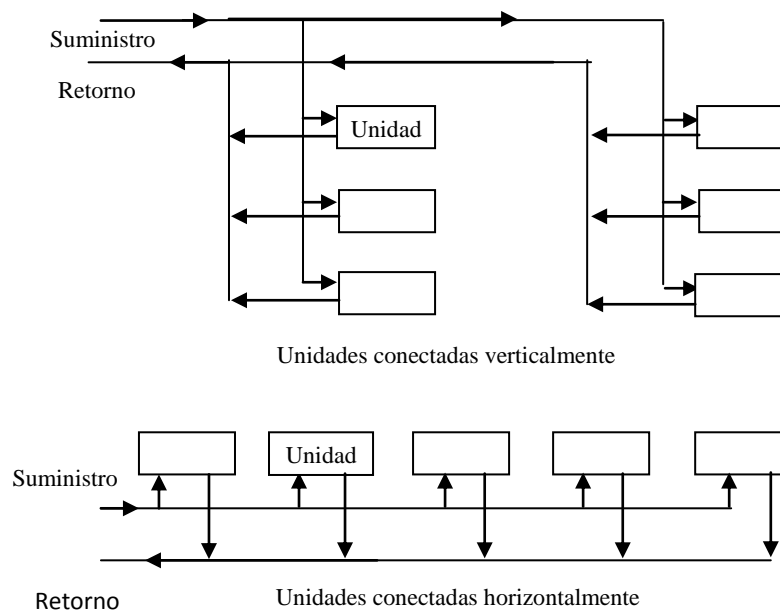 Suministro
Retorno
Unidad
Unidades conectadas verticalmente
Unidad
Suministro
Retorno
Unidades conectadas horizontalmente